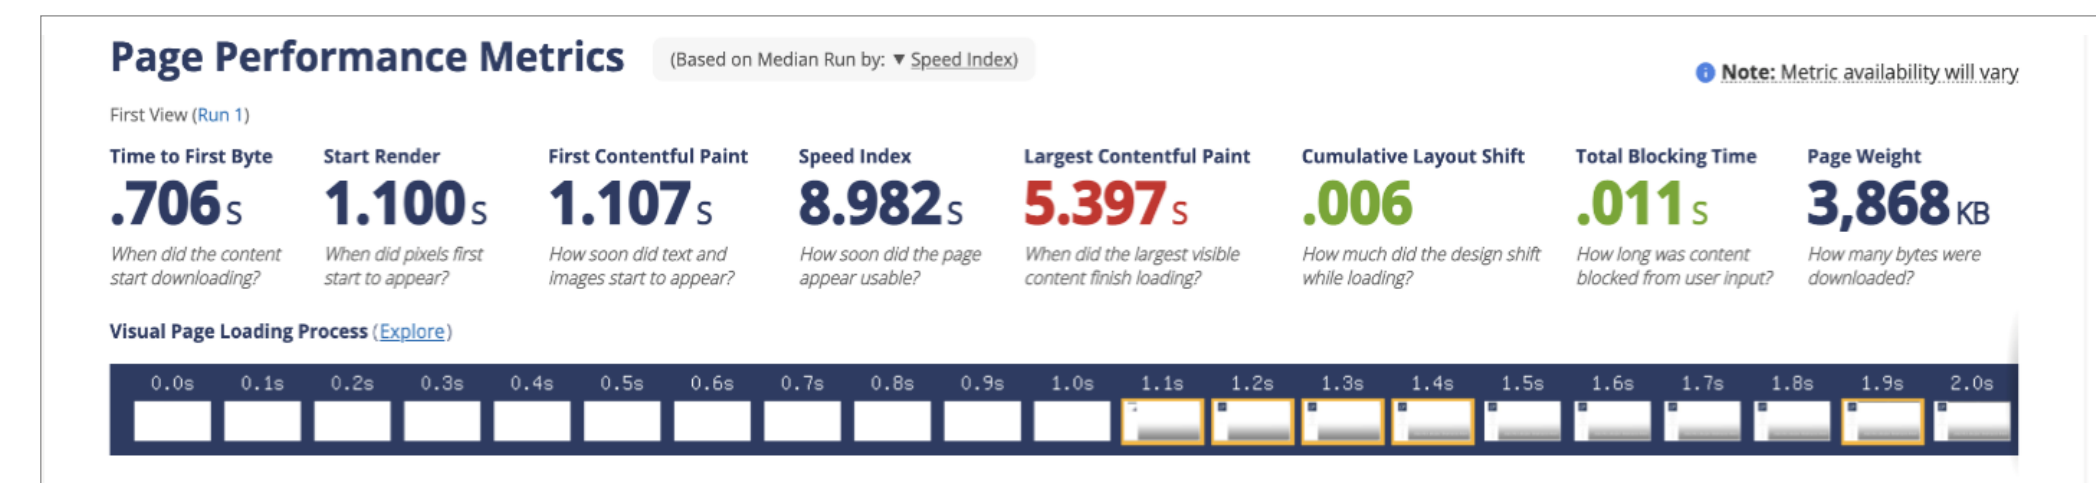 Page Performance Metrics (Based on Median Run by: ▼ Speed Index)
Note: Metric availability will vary
First View (Run 1)
Time to First Byte
.706 s
When did the content
start downloading?
Start Render
1.100 s
When did pixels first
start to appear?
First Contentful Paint
1.107 s
How soon did text and
images start to appear?
Speed Index
8.982 s
How soon did the page
appear usable?
Largest Contentful Paint
5.397 s
When did the largest visible
content finish loading?
Cumulative Layout Shift
.006
How much did the design shift
while loading?
Total Blocking Time
.011 s
How long was content
blocked from user input?
Page Weight
3,868 KB
How many bytes were
downloaded?
Visual Page Loading Process (Explore)
0.0s 0.1s 0.2s 0.3s 0.4s 0.5s 0.6s 0.7s 0.8s 0.9s 1.0s 1.1s 1.2s 1.3s 1.4s 1.5s 1.6s 1.7s 1.8s 1.9s 2.0s